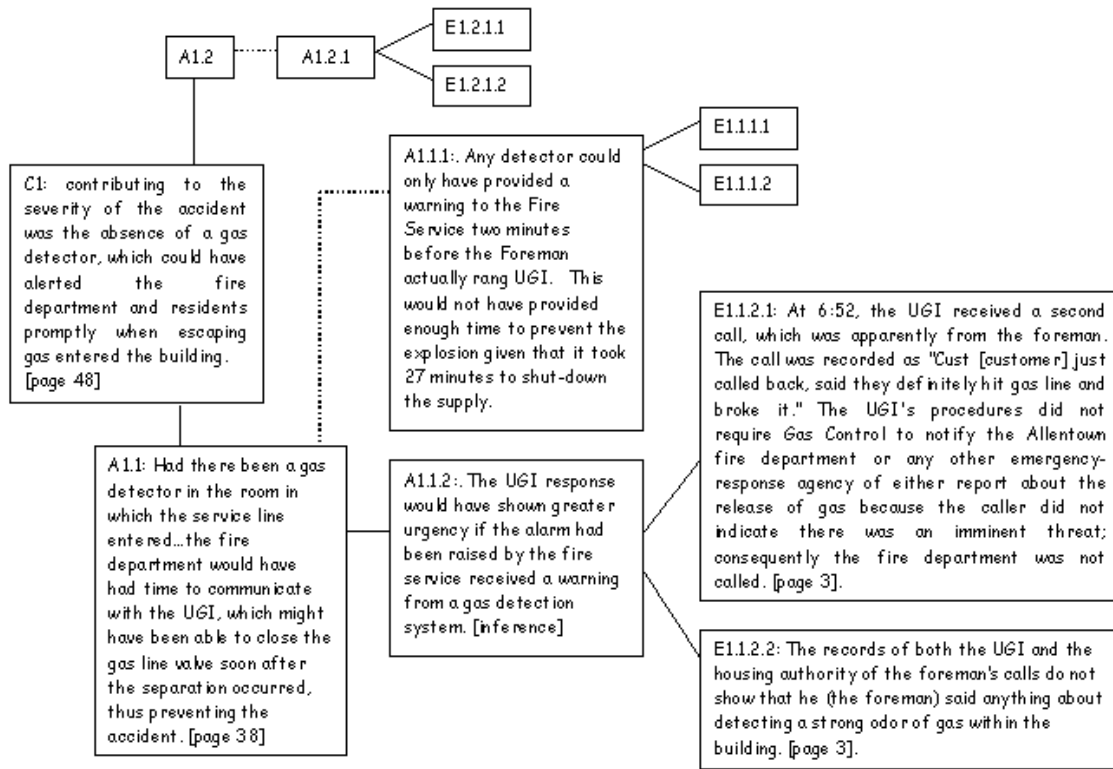 A1.2
A1.2.1
E1.2.1.1
E1.2.1.2
C1: contributing to the
severity of the accident
was the absence of a gas
detector, which could have
alerted the fire
department and residents
promptly when escaping
gas entered the building.
[page 48]
A1.1.1:. Any detector could
only have provided a
warning to the Fire
Service two minutes
before the Foreman
actually rang UGI. This
would not have provided
enough time to prevent the
explosion given that it took
27 minutes to shut-down
the supply.
E1.1.1.1
E1.1.1.2
A1.1: Had there been a gas
detector in the room in
which the service line
entered...the fire
department would have
had time to communicate
with the UGI, which might
have been able to close the
gas line valve soon after
the separation occurred,
thus preventing the
accident. [page 38]
A1.1.2:. The UGI response
would have shown greater
urgency if the alarm had
been raised by the fire
service received a warning
from a gas detection
system. [inference]
E1.1.2.1: At 6:52, the UGI received a second
call, which was apparently from the foreman.
The call was recorded as "Cust [customer] just
called back, said they definitely hit gas line and
broke it." The UGI's procedures did not
require Gas Control to notify the Allentown
fire department or any other emergency-
response agency of either report about the
release of gas because the caller did not
indicate there was an imminent threat;
consequently the fire department was not
called. [page 3].
E1.1.2.2: The records of both the UGI and the
housing authority of the foreman's calls do not
show that he (the foreman) said anything about
detecting a strong odor of gas within the
building. [page 3].